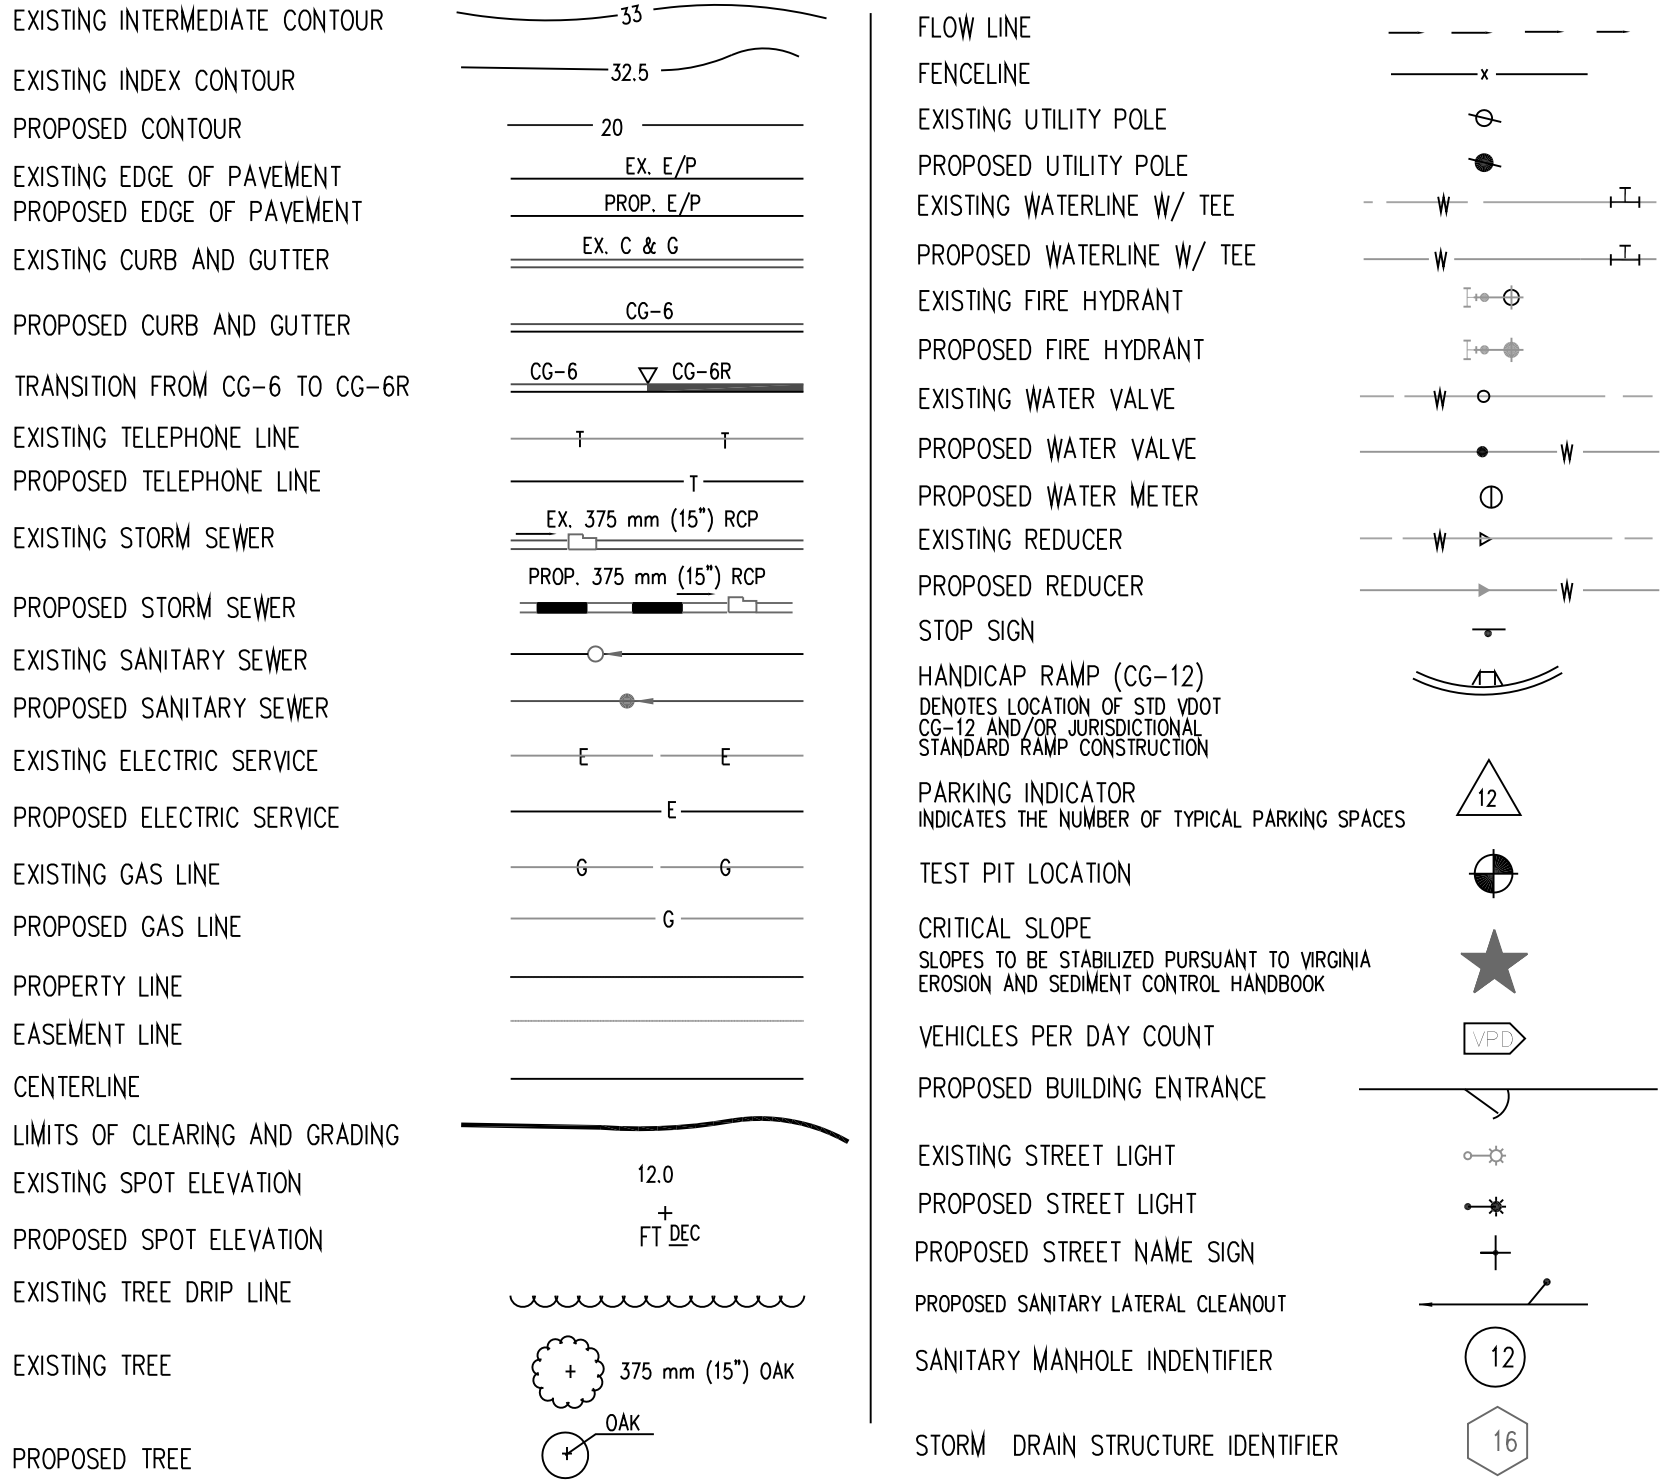 EXISTING INTERMEDIATE CONTOUR 33
EXISTING INDEX CONTOUR 32.5
PROPOSED CONTOUR 20
EXISTING EDGE OF PAVEMENT EX. E/P
PROPOSED EDGE OF PAVEMENT PROP. E/P
EXISTING CURB AND GUTTER EX. C & G
PROPOSED CURB AND GUTTER CG-6
TRANSITION FROM CG-6 TO CG-6R CG-6 CG-6R
EXISTING TELEPHONE LINE T T
PROPOSED TELEPHONE LINE T
EXISTING STORM SEWER EX. 375 mm (15") RCP
PROPOSED STORM SEWER PROP. 375 mm (15") RCP
EXISTING SANITARY SEWER
PROPOSED SANITARY SEWER
EXISTING ELECTRIC SERVICE E E
PROPOSED ELECTRIC SERVICE E
EXISTING GAS LINE G G
PROPOSED GAS LINE G
PROPERTY LINE
EASEMENT LINE
CENTERLINE
LIMITS OF CLEARING AND GRADING
EXISTING SPOT ELEVATION 12.0
PROPOSED SPOT ELEVATION FT DEC
EXISTING TREE DRIP LINE
EXISTING TREE 375 mm (15") OAK
OAK
PROPOSED TREE
FLOW LINE
FENCELINE x
EXISTING UTILITY POLE
PROPOSED UTILITY POLE
EXISTING WATERLINE W/ TEE W T
PROPOSED WATERLINE W/ TEE W T
EXISTING FIRE HYDRANT
PROPOSED FIRE HYDRANT
EXISTING WATER VALVE W
PROPOSED WATER VALVE W
PROPOSED WATER METER
EXISTING REDUCER W
PROPOSED REDUCER W
STOP SIGN
HANDICAP RAMP (CG-12)
DENOTES LOCATION OF STD VDOT
CG-12 AND/OR JURISDICTIONAL
STANDARD RAMP CONSTRUCTION
PARKING INDICATOR 12
INDICATES THE NUMBER OF TYPICAL PARKING SPACES
TEST PIT LOCATION
CRITICAL SLOPE
SLOPES TO BE STABILIZED PURSUANT TO VIRGINIA
EROSION AND SEDIMENT CONTROL HANDBOOK
VEHICLES PER DAY COUNT VPD
PROPOSED BUILDING ENTRANCE
EXISTING STREET LIGHT
PROPOSED STREET LIGHT
PROPOSED STREET NAME SIGN
PROPOSED SANITARY LATERAL CLEANOUT
SANITARY MANHOLE INDENTIFIER 12
STORM DRAIN STRUCTURE IDENTIFIER 16